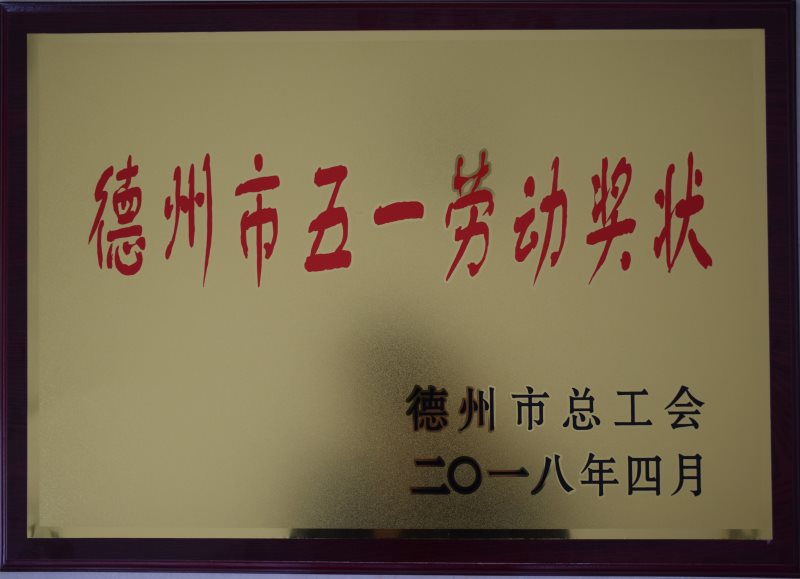 德州市五一劳动奖状
德州市总工会
二〇一八年四月